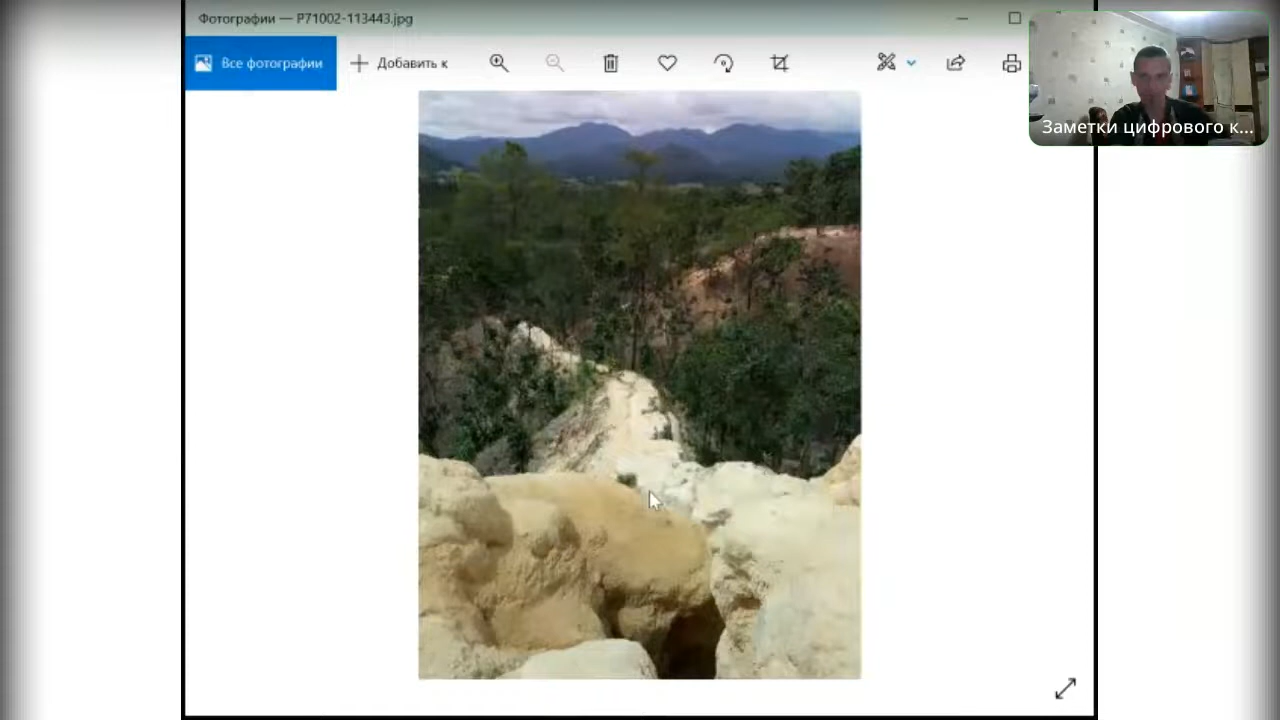 Фотографии — P71002-113443.jpg
Все фотографии
Добавить к
Заметки цифрового к...